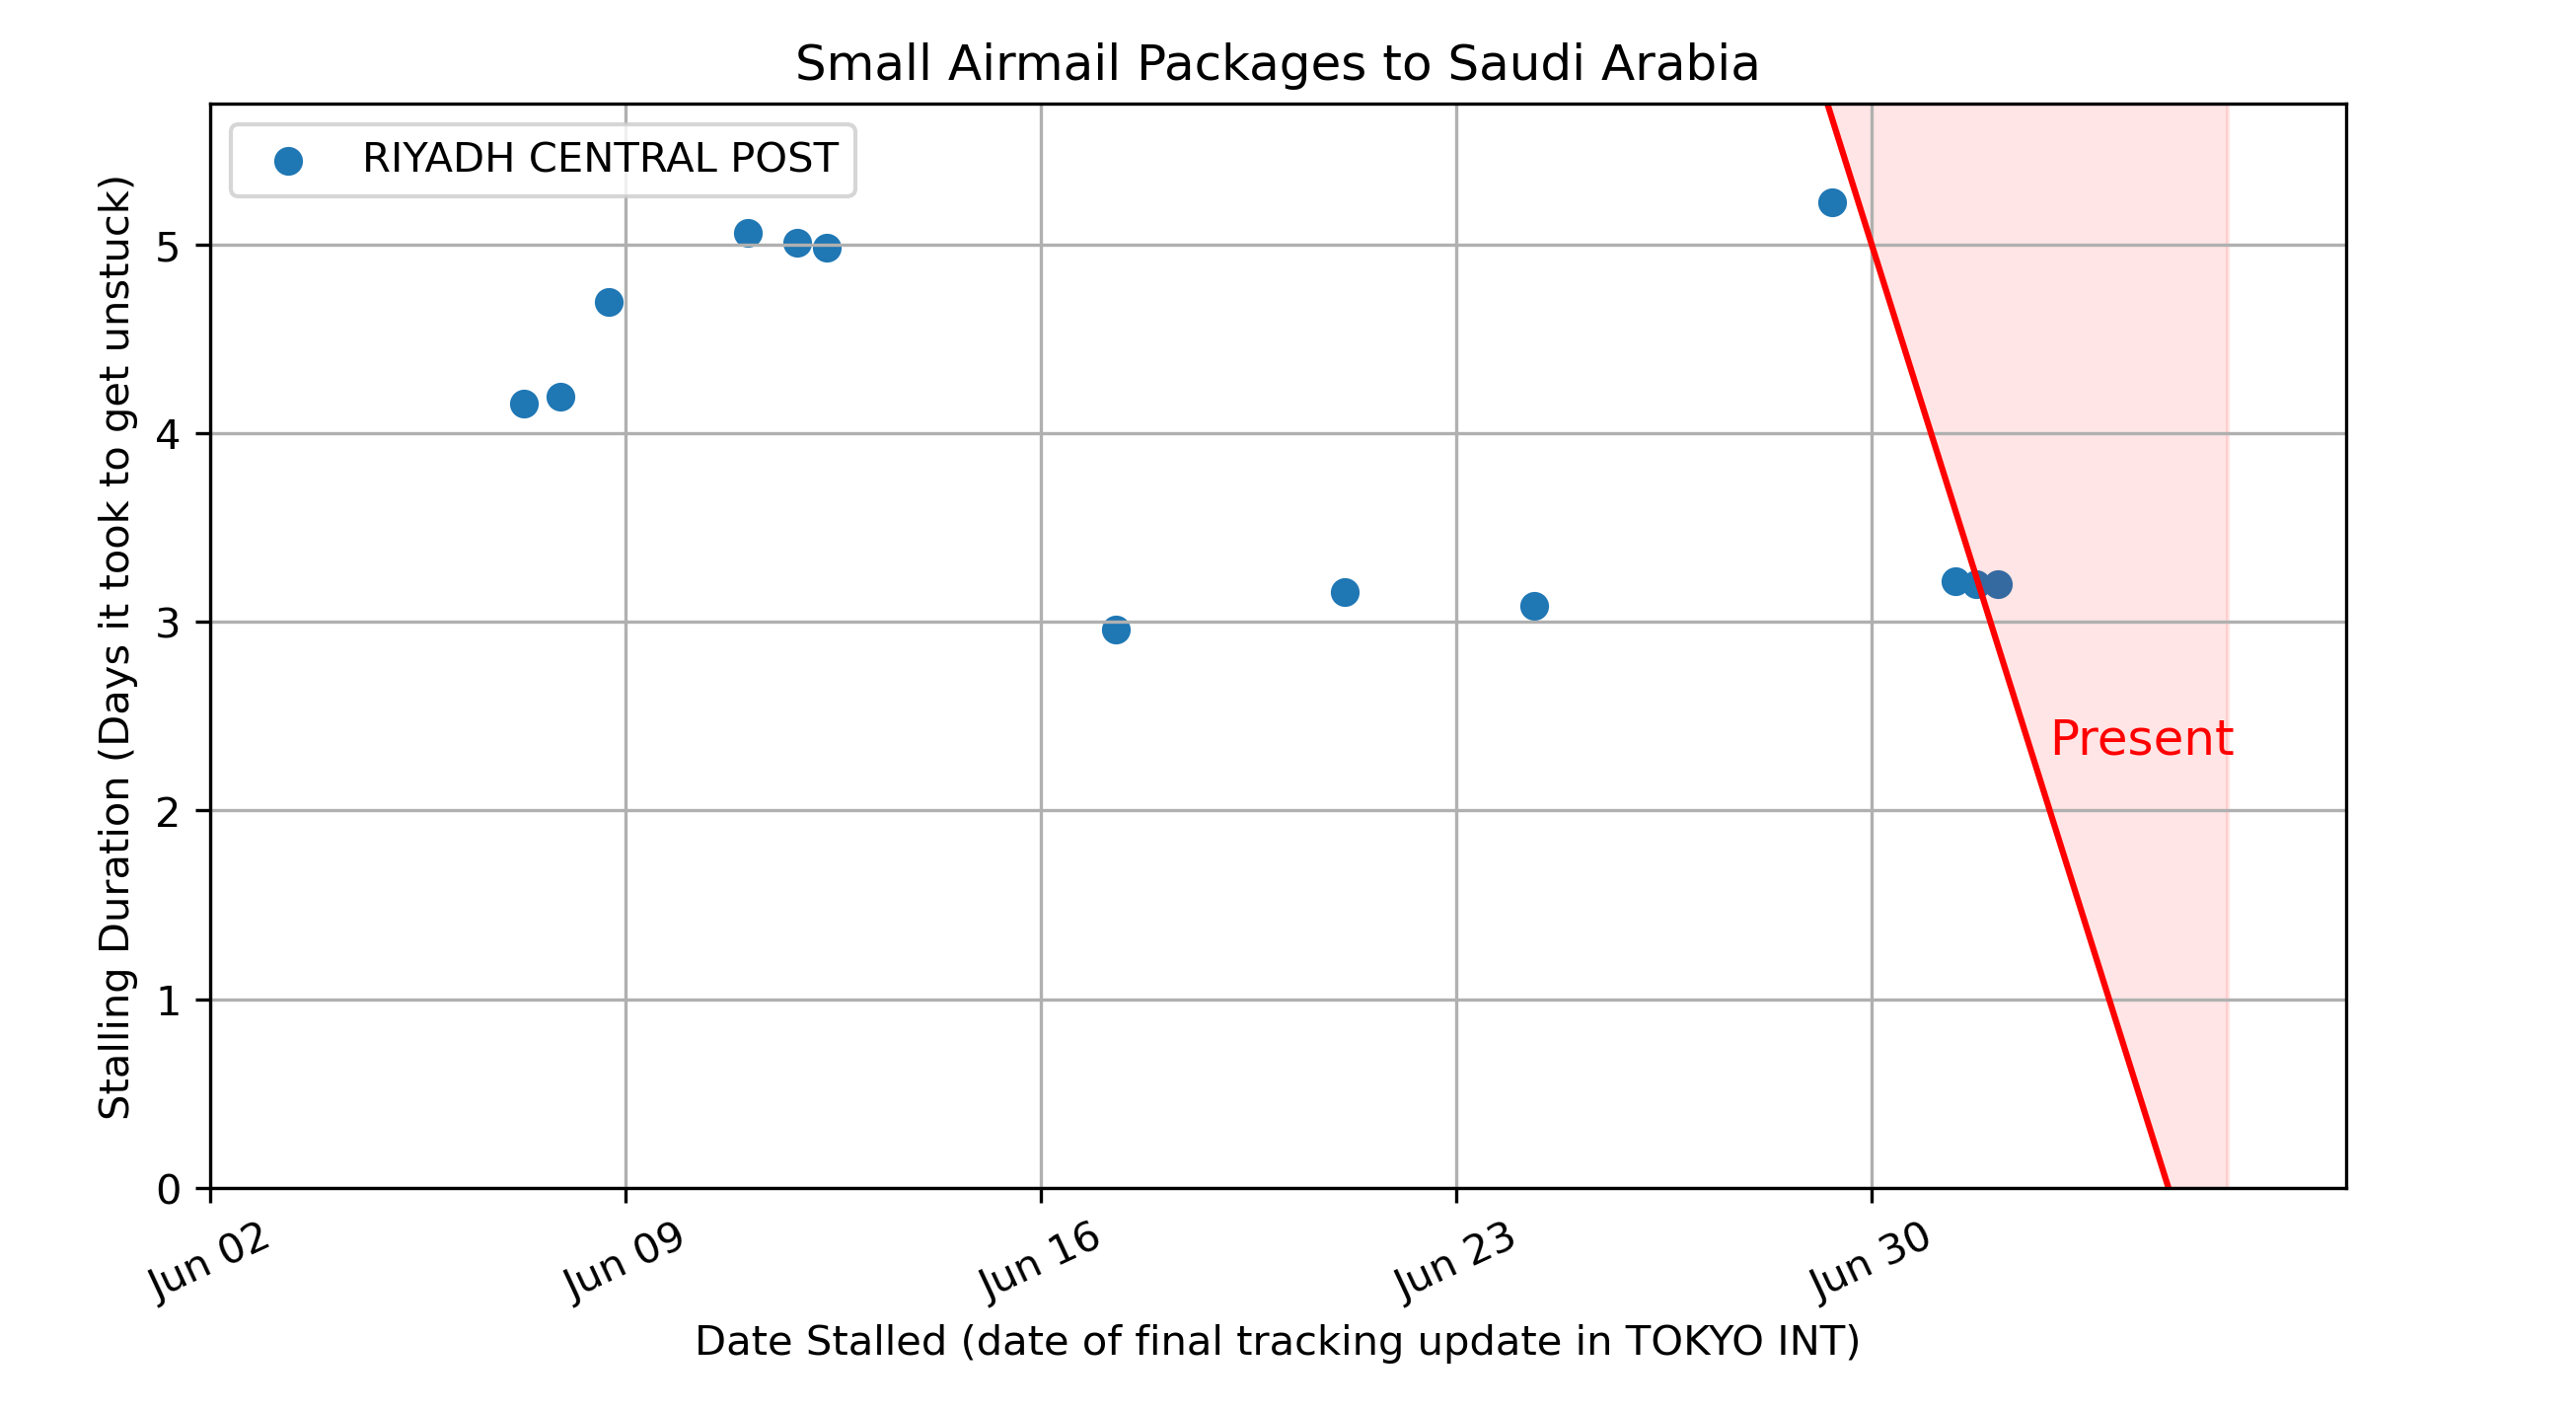 Small Airmail Packages to Saudi Arabia
RIYADH CENTRAL POST
Stalling Duration (Days it took to get unstuck)
5
4
3
2
1
0
Present
Jun 02
Jun 09
Jun 16
Jun 23
Jun 30
Date Stalled (date of final tracking update in TOKYO INT)